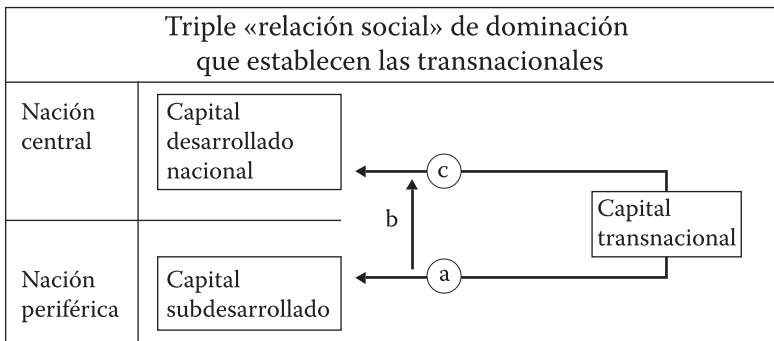 Triple «relación social» de dominación
que establecen las transnacionales
Nación
central
Capital
desarrollado
nacional
c
b
Capital
transnacional
Nación
periférica
Capital
subdesarrollado
a